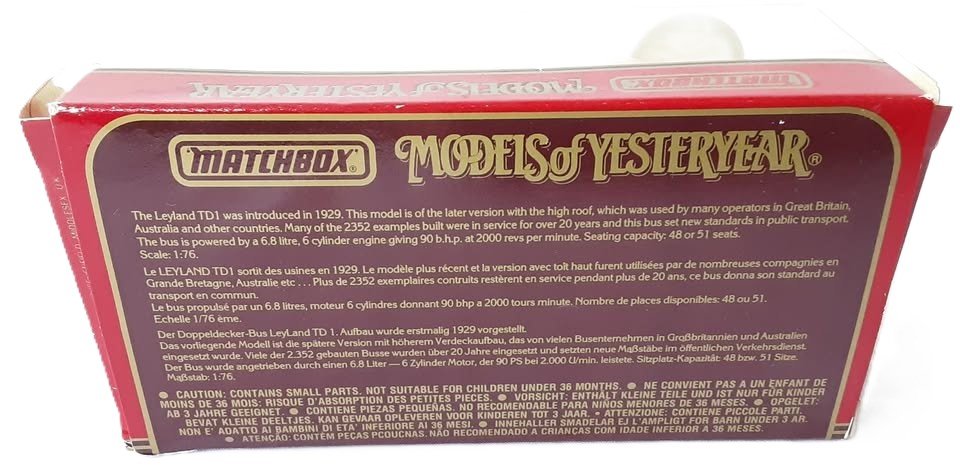 MODELS of YESTERYEAR MATCHBOX
MATCHBOX MODELS of YESTERYEAR®
The Leyland TD1 was introduced in 1929. This model is of the later version with the high roof, which was used by many operators in Great Britain,
Australia and other countries. Many of the 2352 examples built were in service for over 20 years and this bus set new standards in public transport.
The bus is powered by a 6.8 litre, 6 cylinder engine giving 90 b.h.p. at 2000 revs per minute. Seating capacity: 48 or 51 seats.
Scale: 1:76.
Le LEYLAND TD1 sortit des usines en 1929. Le modèle plus récent et la version avec toît haut furent utilisées par de nombreuses compagnies en
Grande Bretagne, Australie etc ... Plus de 2352 exemplaires contruits restèrent en service pendant plus de 20 ans, ce bus donna son standard au
transport en commun.
Le bus propulsé par un 6.8 litres, moteur 6 cylindres donnant 90 bhp a 2000 tours minute. Nombre de places disponibles: 48 ou 51.
Echelle 1/76 ème.
Der Doppeldecker-Bus LeyLand TD 1, Aufbau wurde erstmalig 1929 vorgestellt.
Das vorliegende Modell ist die spätere Version mit höherem Verdeckaufbau, das von vielen Busenternehmen in Großbritannien und Australien
eingesetzt wurde. Viele der 2.352 gebauten Busse wurden über 20 Jahre eingesetzt und setzten neue Maßstäbe im öffentlichen Verkehrsdienst.
Der Bus wurde angetrieben durch einen 6.8 Liter — 6 Zylinder Motor, der 90 PS bei 2.000 U/min. leistete. Sitzplatz-Kapazität: 48 bzw. 51 Sitze.
Maßstab: 1:76.
● CAUTION: CONTAINS SMALL PARTS. NOT SUITABLE FOR CHILDREN UNDER 36 MONTHS. ● NE CONVIENT PAS A UN ENFANT DE
MOINS DE 36 MOIS: RISQUE D'ABSORPTION DES PETITES PIECES. ● VORSICHT: ENTHÄLT KLEINE TEILE UND IST NUR FÜR KINDER
AB 3 JAHRE GEEIGNET. ● CONTIENE PIEZAS PEQUEÑAS. NO RECOMENDABLE PARA NIÑOS MENORES DE 36 MESES. ● OPGELET:
BEVAT KLEINE DEELTJES. KAN GEVAAR OPLEVEREN VOOR KINDEREN TOT 3 JAAR. • ATTENZIONE: CONTIENE PICCOLE PARTI.
NON E' ADATTO AI BAMBINI DI ETA' INFERIORE AI 36 MESI. ● INNEHALLER SMADELAR EJ LAMPLIGT FOR BARN UNDER 3 AR.
● ATENÇÃO: CONTÉM PEÇAS PCOUCNAS. NÃO RECOMENDADO A CRIANÇAS COM IDADE INFERIOR A 36 MESES.
MIDDLESEX U.K.